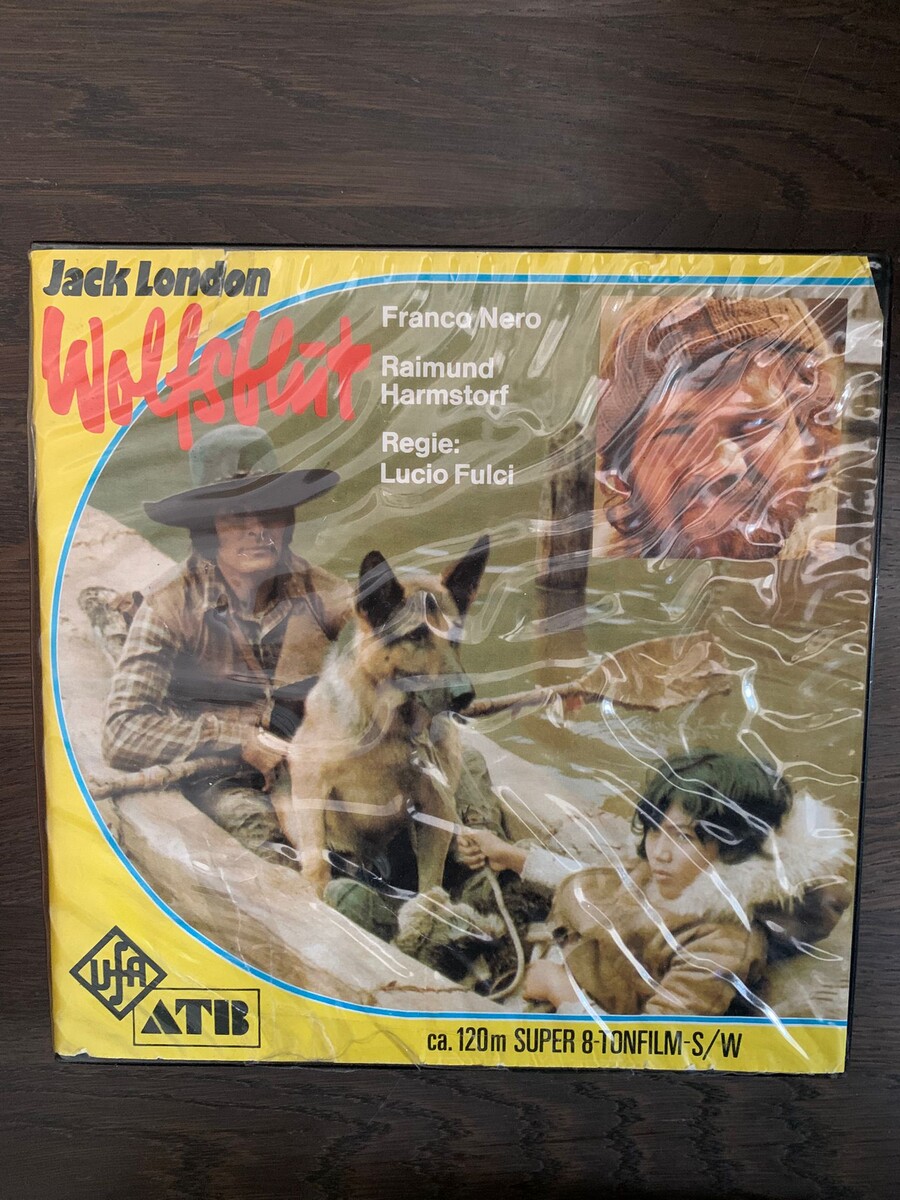 Jack London
Wolfsblut
Franco Nero
Raimund
Harmstorf
Regie:
Lucio Fulci
UFA
ATB
ca. 120m SUPER 8-TONFILM-S/W